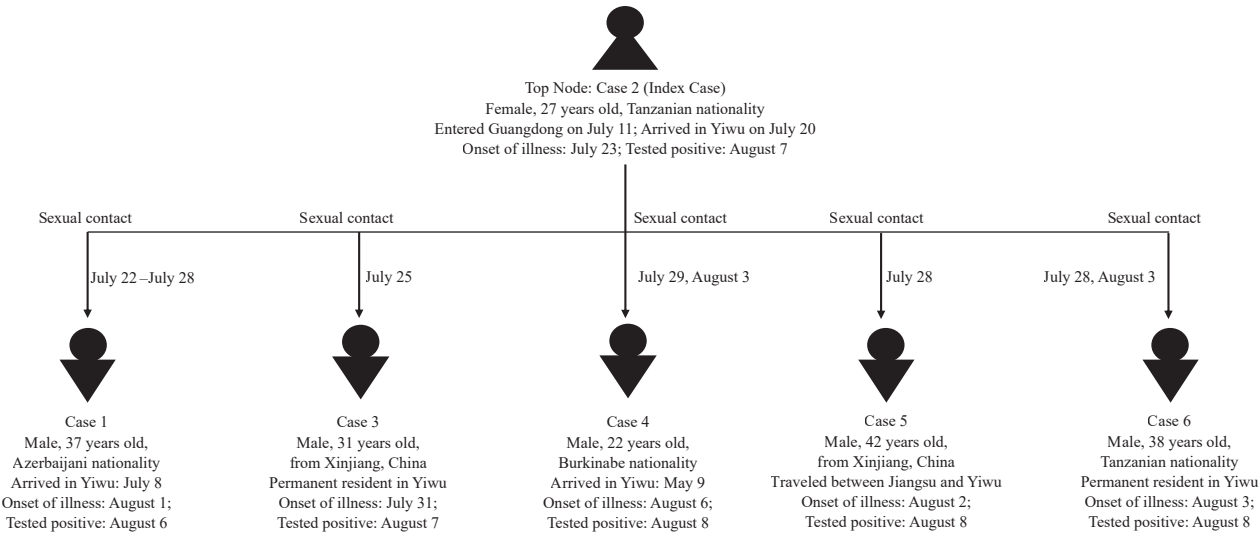 Top Node: Case 2 (Index Case)
Female, 27 years old, Tanzanian nationality
Entered Guangdong on July 11; Arrived in Yiwu on July 20
Onset of illness: July 23; Tested positive: August 7
Sexual contact
Sexual contact
Sexual contact
Sexual contact
Sexual contact
July 22–July 28
July 25
July 29, August 3
July 28
July 28, August 3
Case 1
Male, 37 years old,
Azerbaijani nationality
Arrived in Yiwu: July 8
Onset of illness: August 1;
Tested positive: August 6
Case 3
Male, 31 years old,
from Xinjiang, China
Permanent resident in Yiwu
Onset of illness: July 31;
Tested positive: August 7
Case 4
Male, 22 years old,
Burkinabe nationality
Arrived in Yiwu: May 9
Onset of illness: August 6;
Tested positive: August 8
Case 5
Male, 42 years old,
from Xinjiang, China
Traveled between Jiangsu and Yiwu
Onset of illness: August 2;
Tested positive: August 8
Case 6
Male, 38 years old,
Tanzanian nationality
Permanent resident in Yiwu
Onset of illness: August 3;
Tested positive: August 8